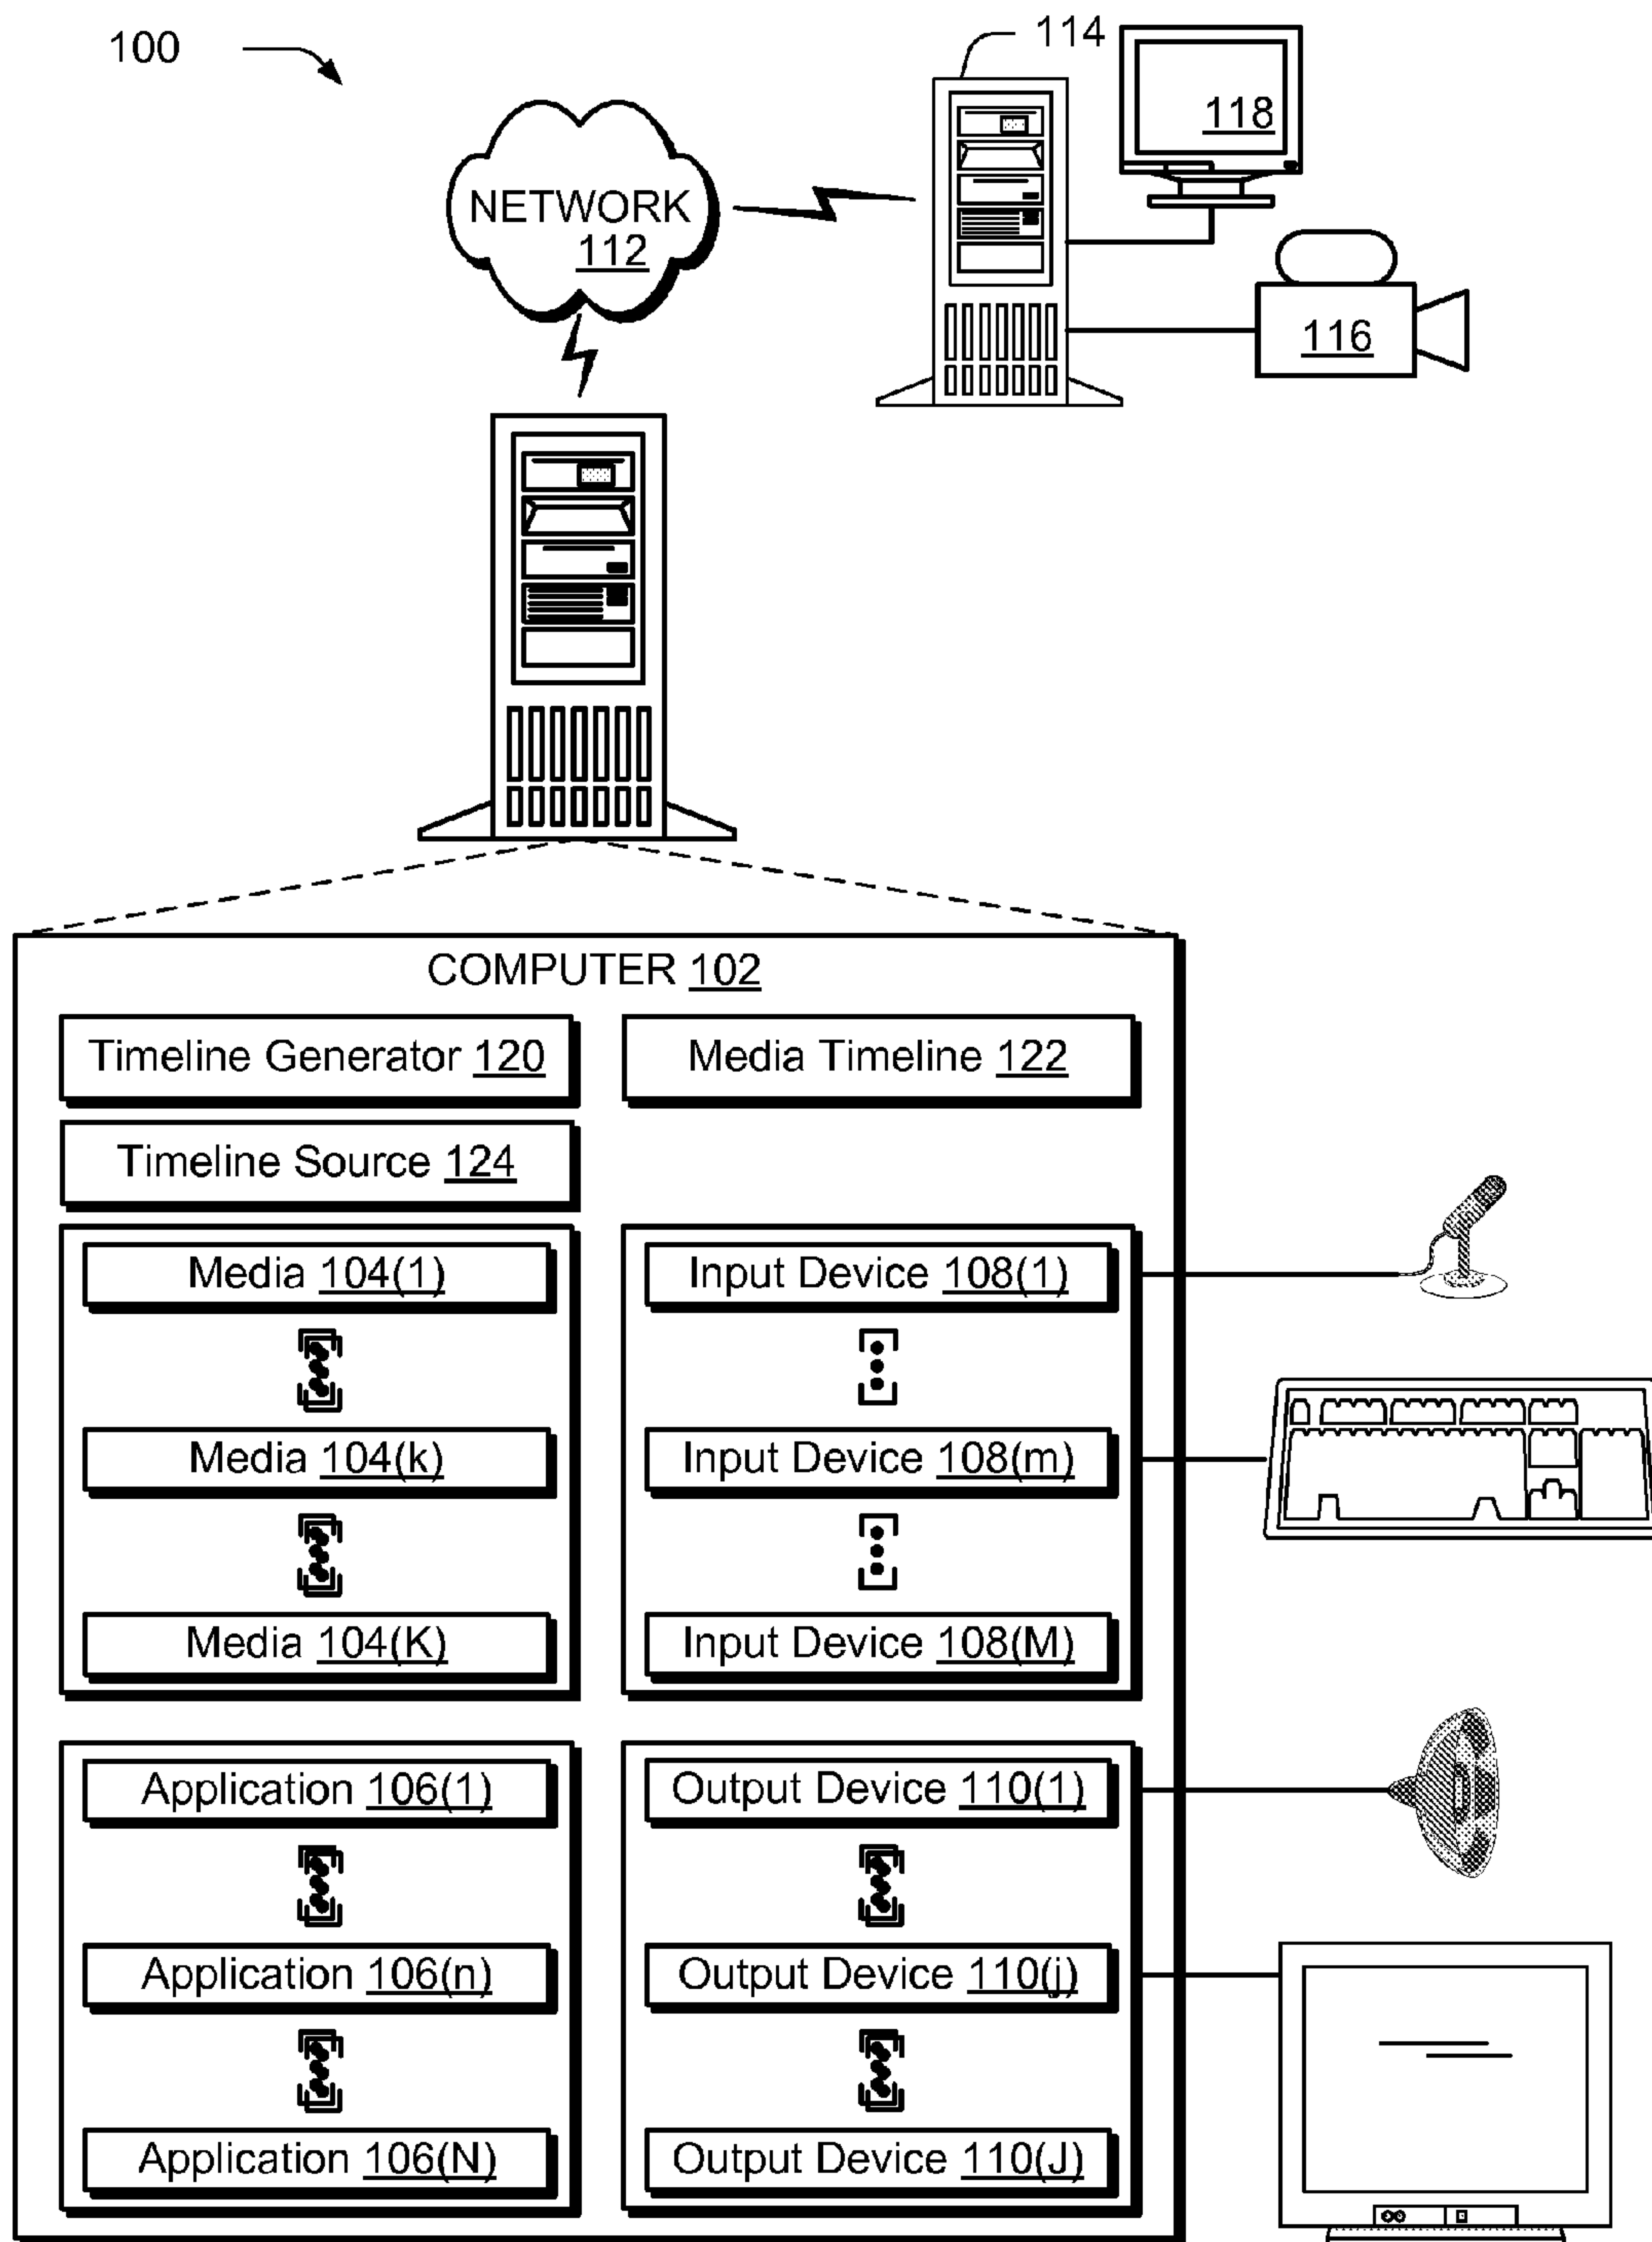 100
114
118
NETWORK
112
116
COMPUTER 102
Timeline Generator 120
Media Timeline 122
Timeline Source 124
Media 104(1)
Input Device 108(1)
Media 104(k)
Input Device 108(m)
Media 104(K)
Input Device 108(M)
Application 106(1)
Output Device 110(1)
Application 106(n)
Output Device 110(j)
Application 106(N)
Output Device 110(J)